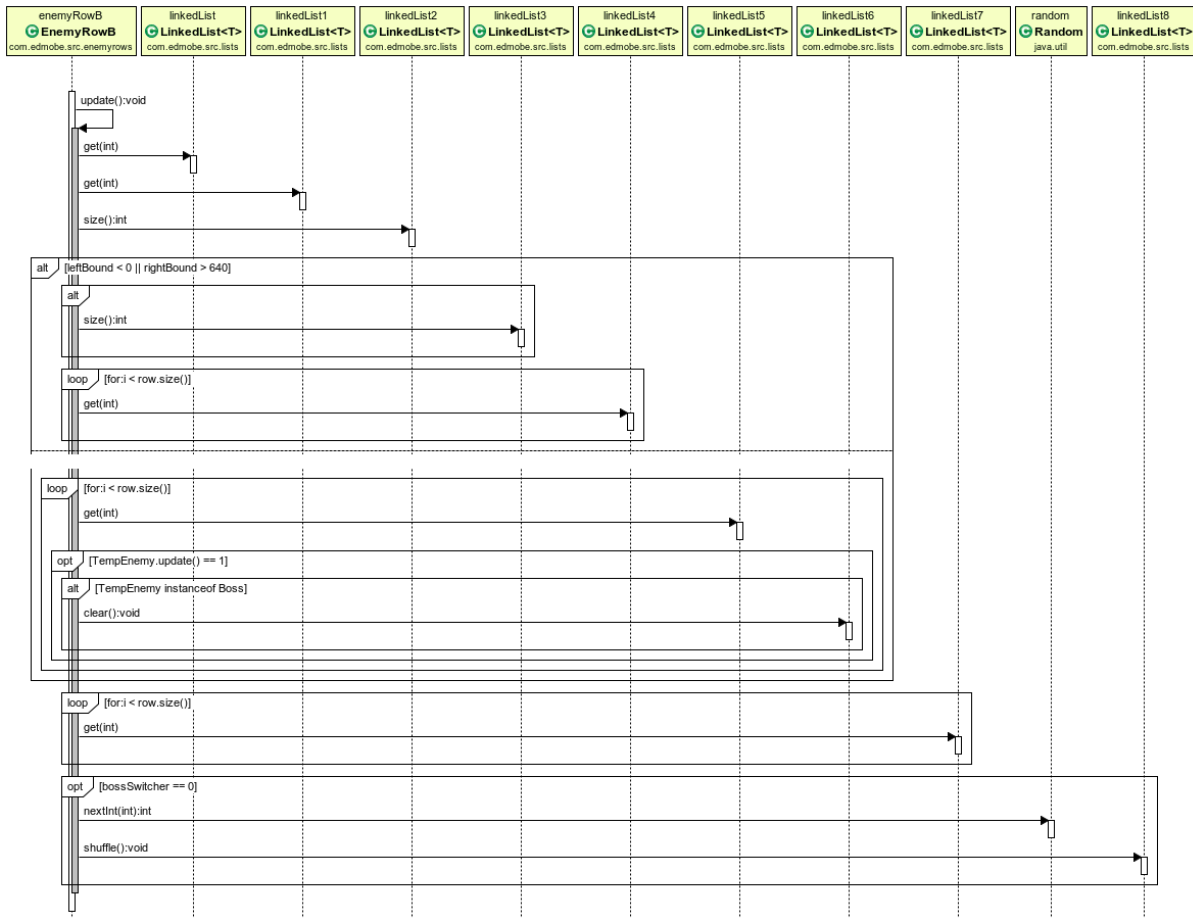 enemyRowB
C EnemyRowB
com.edmobe.src.enemyrows
linkedList
C LinkedList<T>
com.edmobe.src.lists
linkedList1
C LinkedList<T>
com.edmobe.src.lists
linkedList2
C LinkedList<T>
com.edmobe.src.lists
linkedList3
C LinkedList<T>
com.edmobe.src.lists
linkedList4
C LinkedList<T>
com.edmobe.src.lists
linkedList5
C LinkedList<T>
com.edmobe.src.lists
linkedList6
C LinkedList<T>
com.edmobe.src.lists
linkedList7
C LinkedList<T>
com.edmobe.src.lists
random
C Random
java.util
linkedList8
C LinkedList<T>
com.edmobe.src.lists
update():void
get(int)
get(int)
size():int
alt [leftBound < 0 || rightBound > 640]
alt
size():int
loop [for:i < row.size()]
get(int)
loop [for:i < row.size()]
get(int)
opt [TempEnemy.update() == 1]
alt [TempEnemy instanceof Boss]
clear():void
loop [for:i < row.size()]
get(int)
opt [bossSwitcher == 0]
nextInt(int):int
shuffle():void